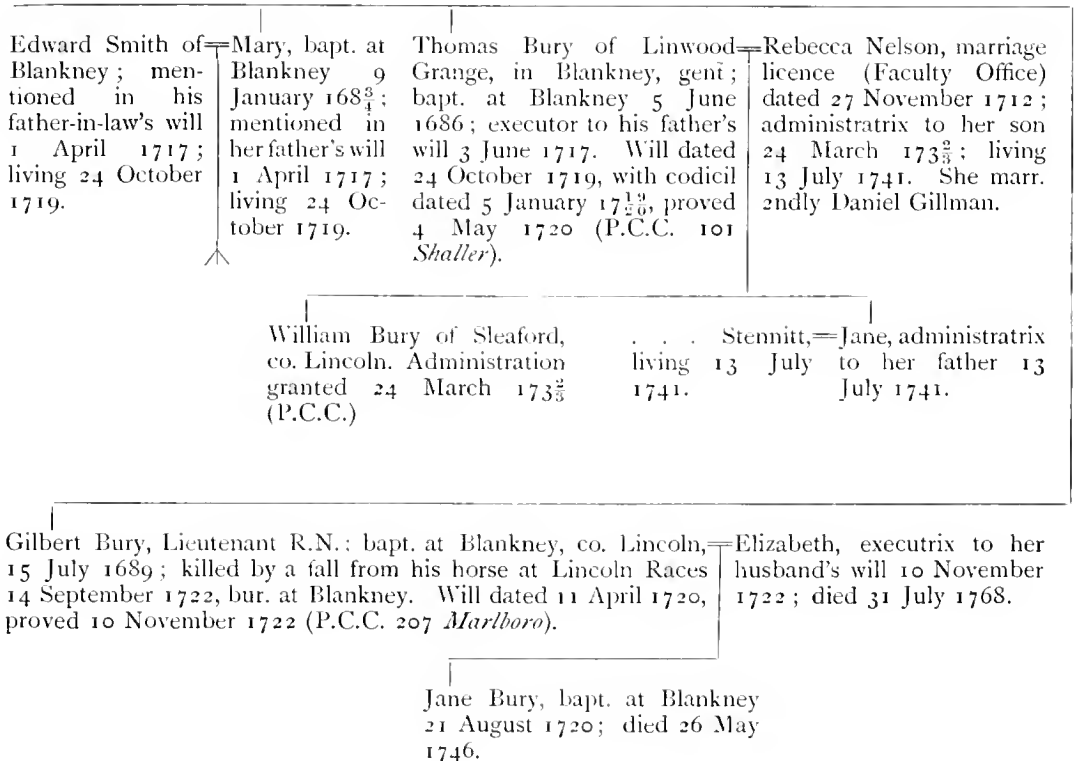 Edward Smith of
Blankney ; men-
tioned in his
father-in-law's will
1 April 1717 ;
living 24 October
1719.
Mary, bapt. at
Blankney 9
January 168¾ ;
mentioned in
her father's will
1 April 1717 ;
living 24 Oc-
tober 1719.
Thomas Bury of Linwood
Grange, in Blankney, gent ;
bapt. at Blankney 5 June
1686 ; executor to his father's
will 3 June 1717. Will dated
24 October 1719, with codicil
dated 5 January 17 19/20, proved
4 May 1720 (P.C.C. 101
Shaller).
Rebecca Nelson, marriage
licence (Faculty Office)
dated 27 November 1712 ;
administratrix to her son
24 March 173⅔ ; living
13 July 1741. She marr.
2ndly Daniel Gillman.
William Bury of Sleaford,
co. Lincoln. Administration
granted 24 March 173⅔
(P.C.C.)
. . . Stennitt,
living 13 July
1741.
Jane, administratrix
to her father 13
July 1741.
Gilbert Bury, Lieutenant R.N. ; bapt. at Blankney, co. Lincoln,
15 July 1689 ; killed by a fall from his horse at Lincoln Races
14 September 1722, bur. at Blankney. Will dated 11 April 1720,
proved 10 November 1722 (P.C.C. 207 Marlboro).
Elizabeth, executrix to her
husband's will 10 November
1722 ; died 31 July 1768.
Jane Bury, bapt. at Blankney
21 August 1720 ; died 26 May
1746.